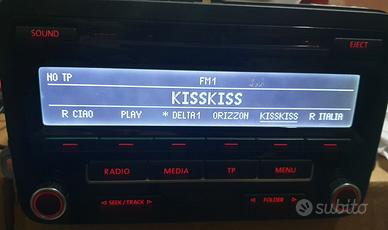 SOUND
EJECT
NO TP FM1
KISSKISS
R CIAO PLAY * DELTA1 ORIZZON KISSKISS R ITALIA
RADIO MEDIA TP MENU
SEEK / TRACK FOLDER
subito